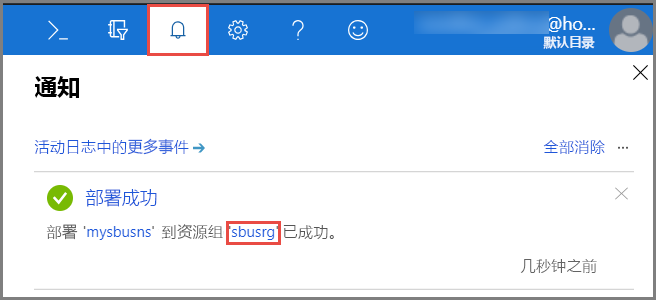 @ho...
默认目录
通知
活动日志中的更多事件 →
全部消除 ...
部署成功
部署 'mysbusns' 到资源组 'sbusrg' 已成功。
几秒钟之前